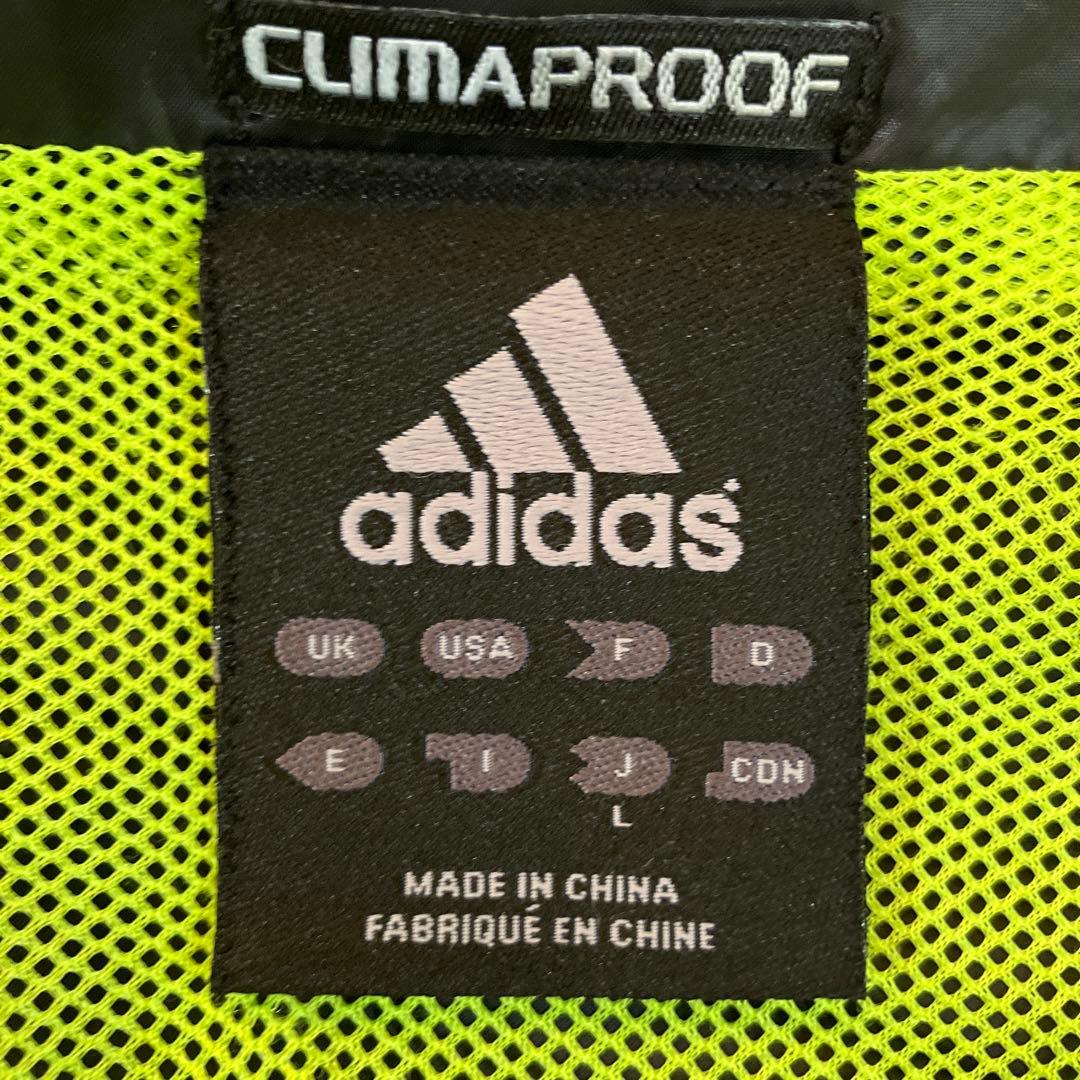 CLIMAPROOF
adidas
UK USA F D
E I J CDN
L
MADE IN CHINA
FABRIQUÉ EN CHINE